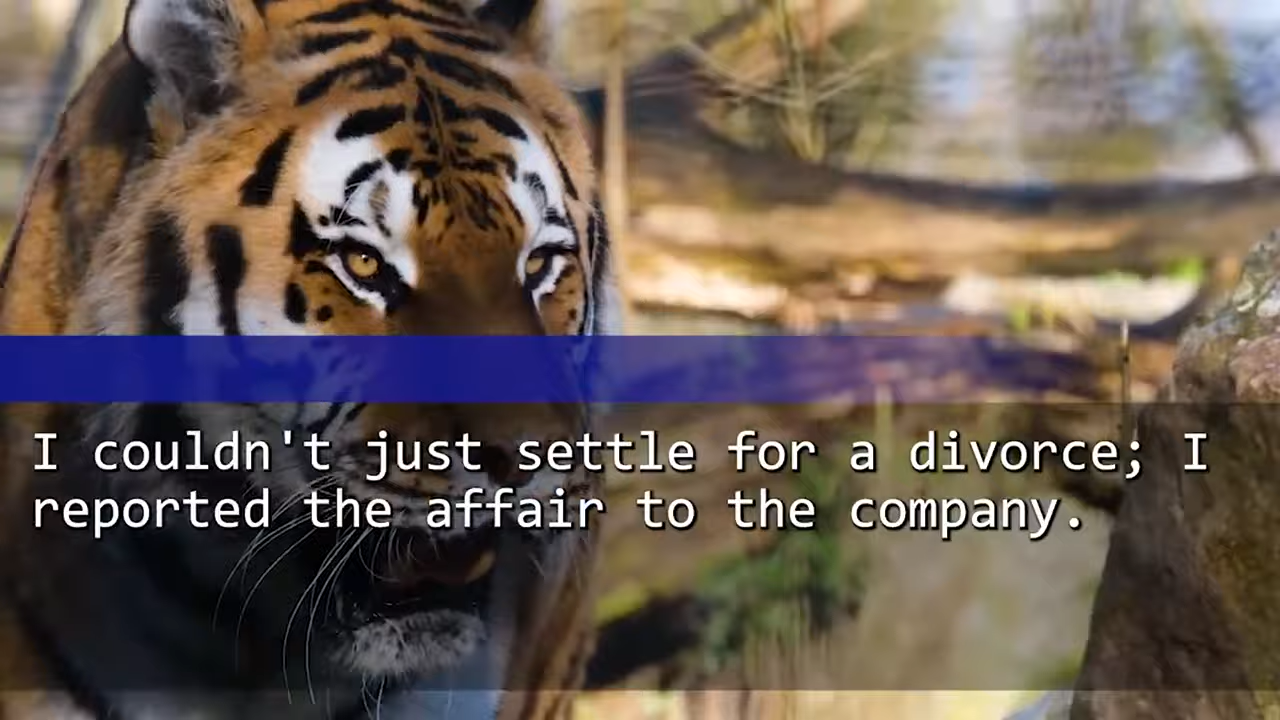 I couldn't just settle for a divorce; I
reported the affair to the company.